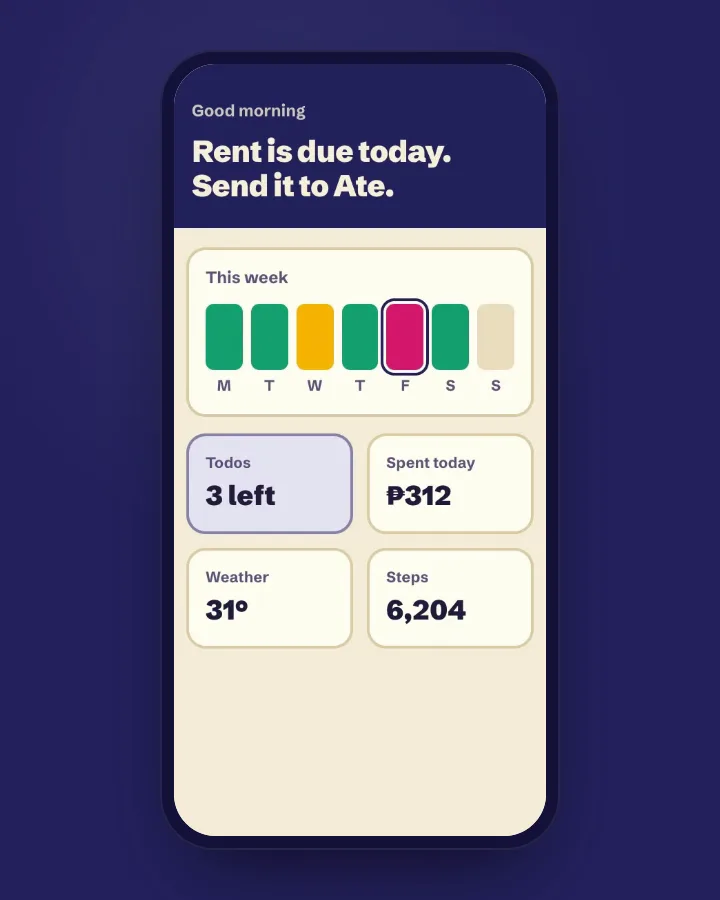 Good morning
Rent is due today.
Send it to Ate.
This week
M T W T F S S
Todos
3 left
Spent today
₱312
Weather
31°
Steps
6,204